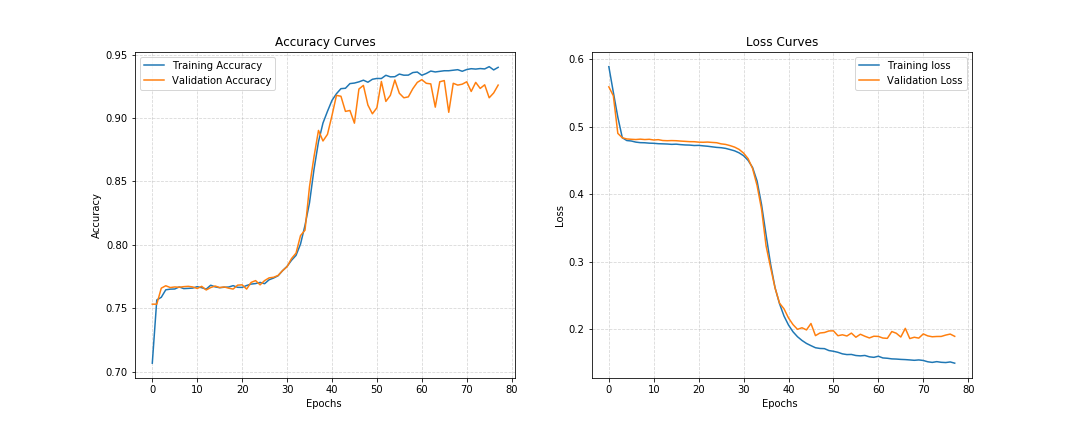 Accuracy Curves
Training Accuracy
Validation Accuracy
0.95
0.90
0.85
0.80
0.75
0.70
Accuracy
0 10 20 30 40 50 60 70 80
Epochs
Loss Curves
Training loss
Validation Loss
0.6
0.5
0.4
0.3
0.2
Loss
0 10 20 30 40 50 60 70 80
Epochs